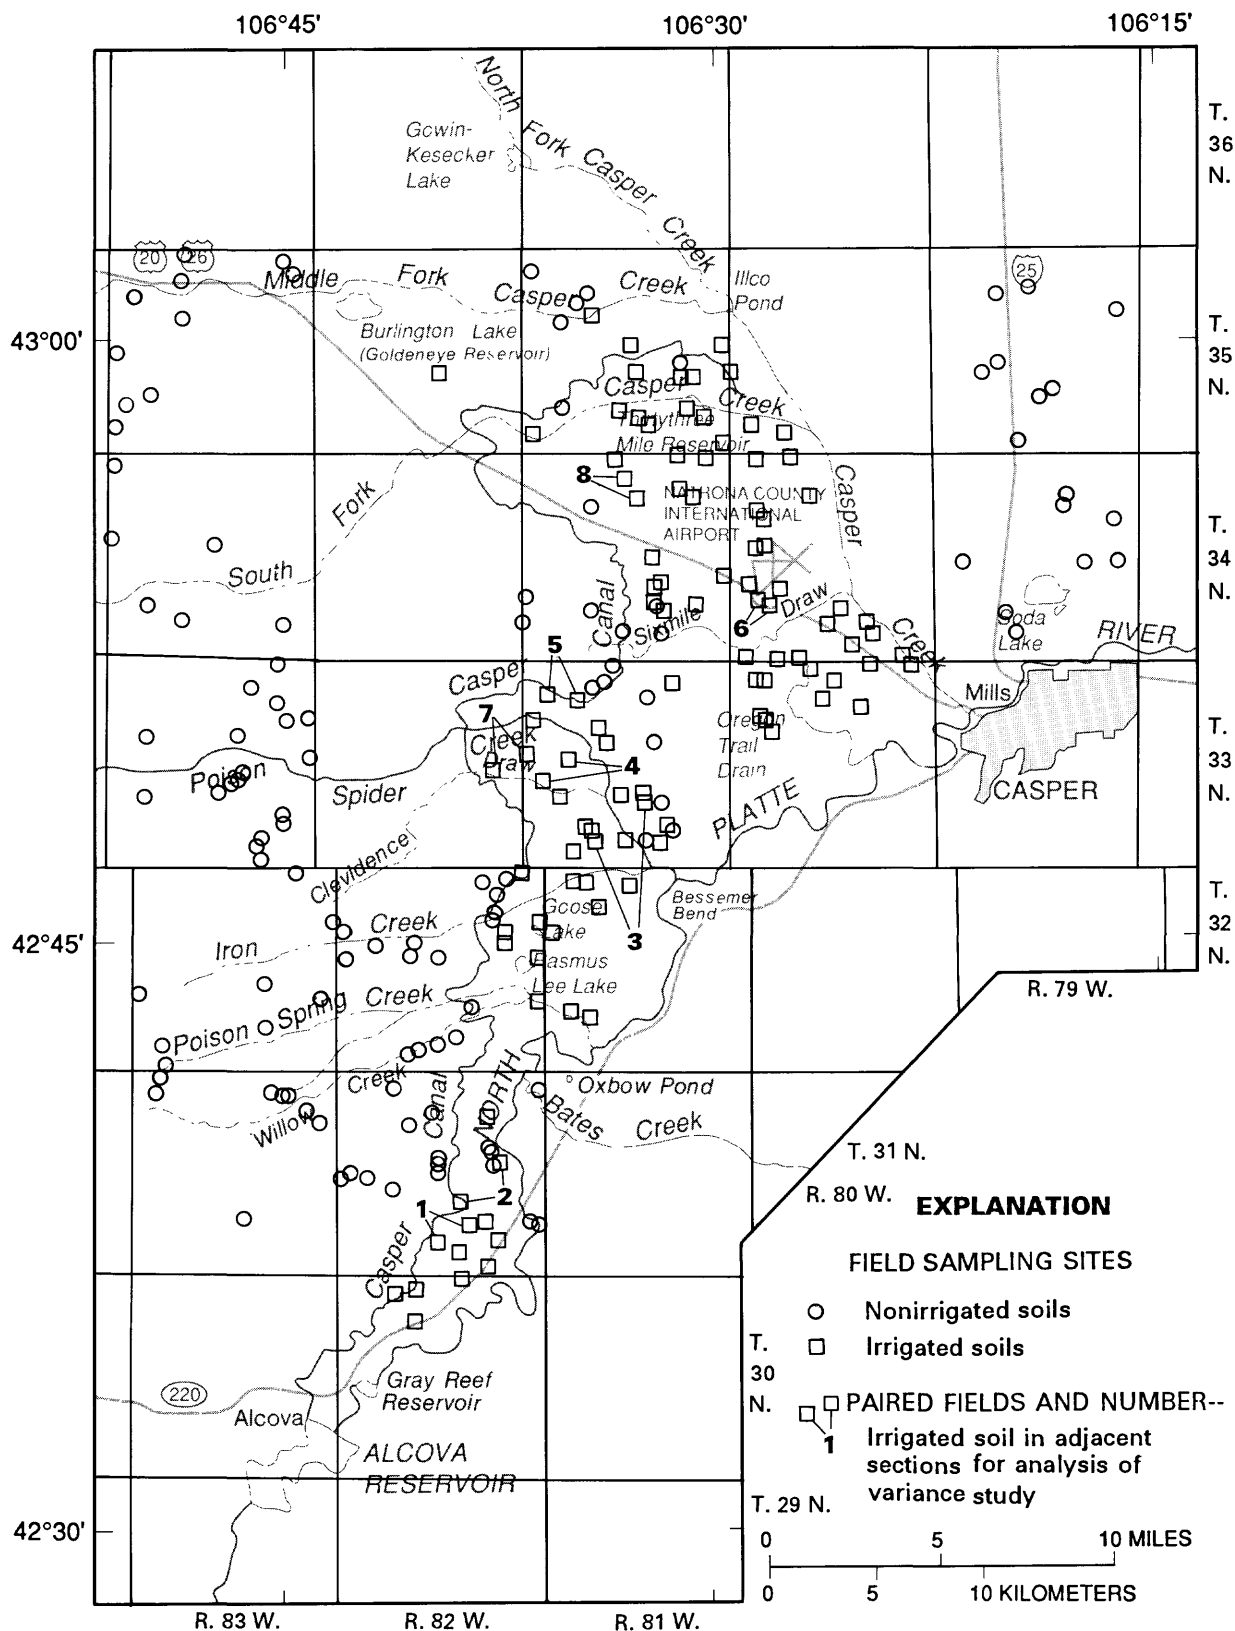 106°45'
106°30'
106°15'
T.
36
N.
North
Fork Casper
Creek
Gowin-
Kesecker
Lake
20
26
Middle
Fork
Casper
Creek
Illco
Pond
25
43°00'
Burlington Lake
(Goldeneye Reservoir)
T.
35
N.
Casper
Creek
Thirtythree
Mile Reservoir
8
NATRONA COUNTY
INTERNATIONAL
AIRPORT
Casper
Creek
South
Fork
T.
34
N.
Canal
Sixmile
Draw
6
Soda
Lake
RIVER
5
Casper
Mills
7
Creek
Draw
Oregon
Trail
Drain
T.
33
N.
Poison
Spider
4
PLATTE
CASPER
Clevidence
Goose
Lake
Bessemer
Bend
T.
32
N.
3
42°45'
Iron
Creek
Rasmus
Lee Lake
R. 79 W.
Poison
Spring
Creek
Willow
Creek
Canal
NORTH
Oxbow Pond
Bates
Creek
T. 31 N.
R. 80 W.
2
1
Casper
EXPLANATION
FIELD SAMPLING SITES
Nonirrigated soils
Irrigated soils
T.
30
N.
PAIRED FIELDS AND NUMBER--
1
Irrigated soil in adjacent
sections for analysis of
variance study
220
Gray Reef
Reservoir
Alcova
ALCOVA
RESERVOIR
T. 29 N.
42°30'
0
5
10 MILES
0
5
10 KILOMETERS
R. 83 W.
R. 82 W.
R. 81 W.